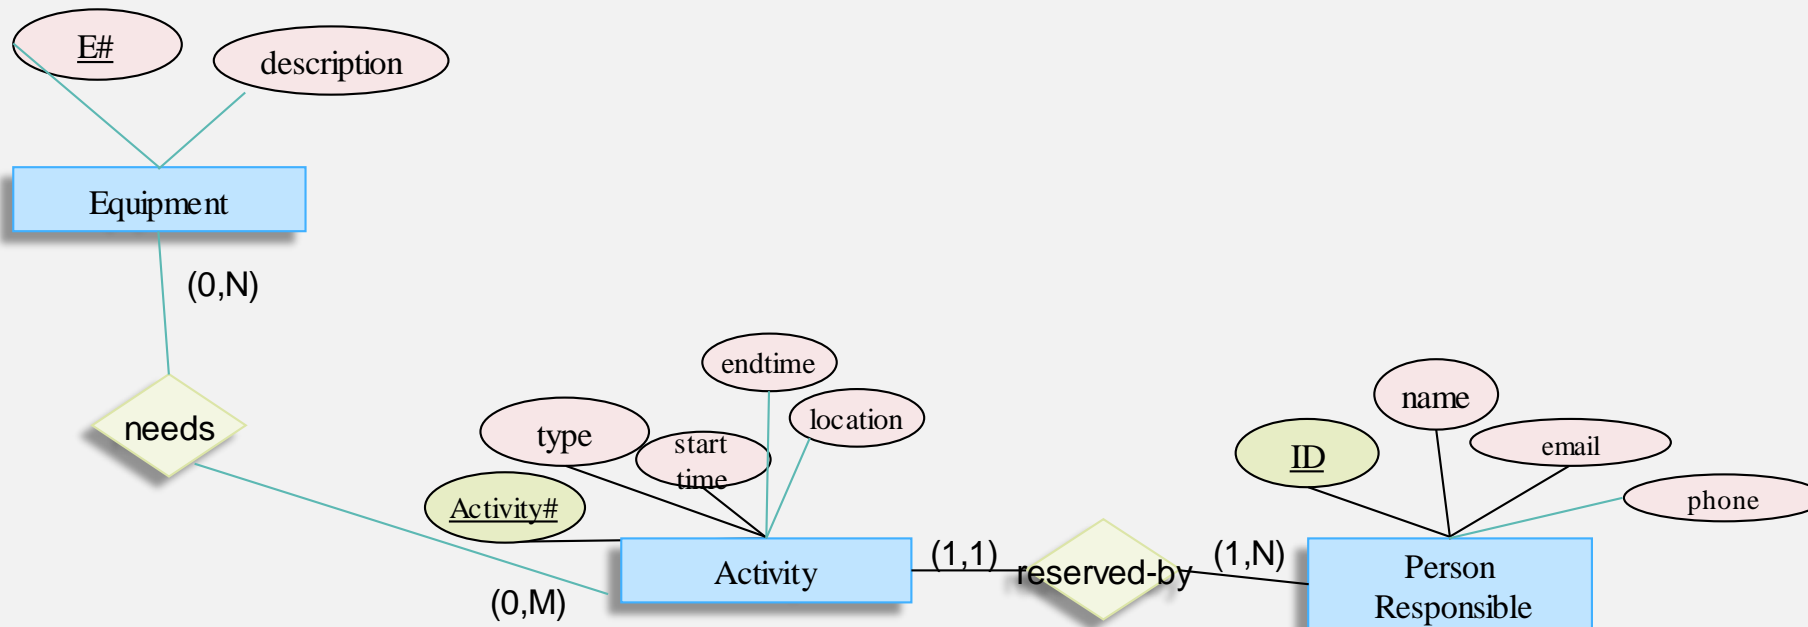 E#
description
Equipment
(0,N)
needs
endtime
location
type
start
time
Activity#
name
ID
email
phone
Activity
(1,1)
reserved-by
(1,N)
Person
Responsible
(0,M)